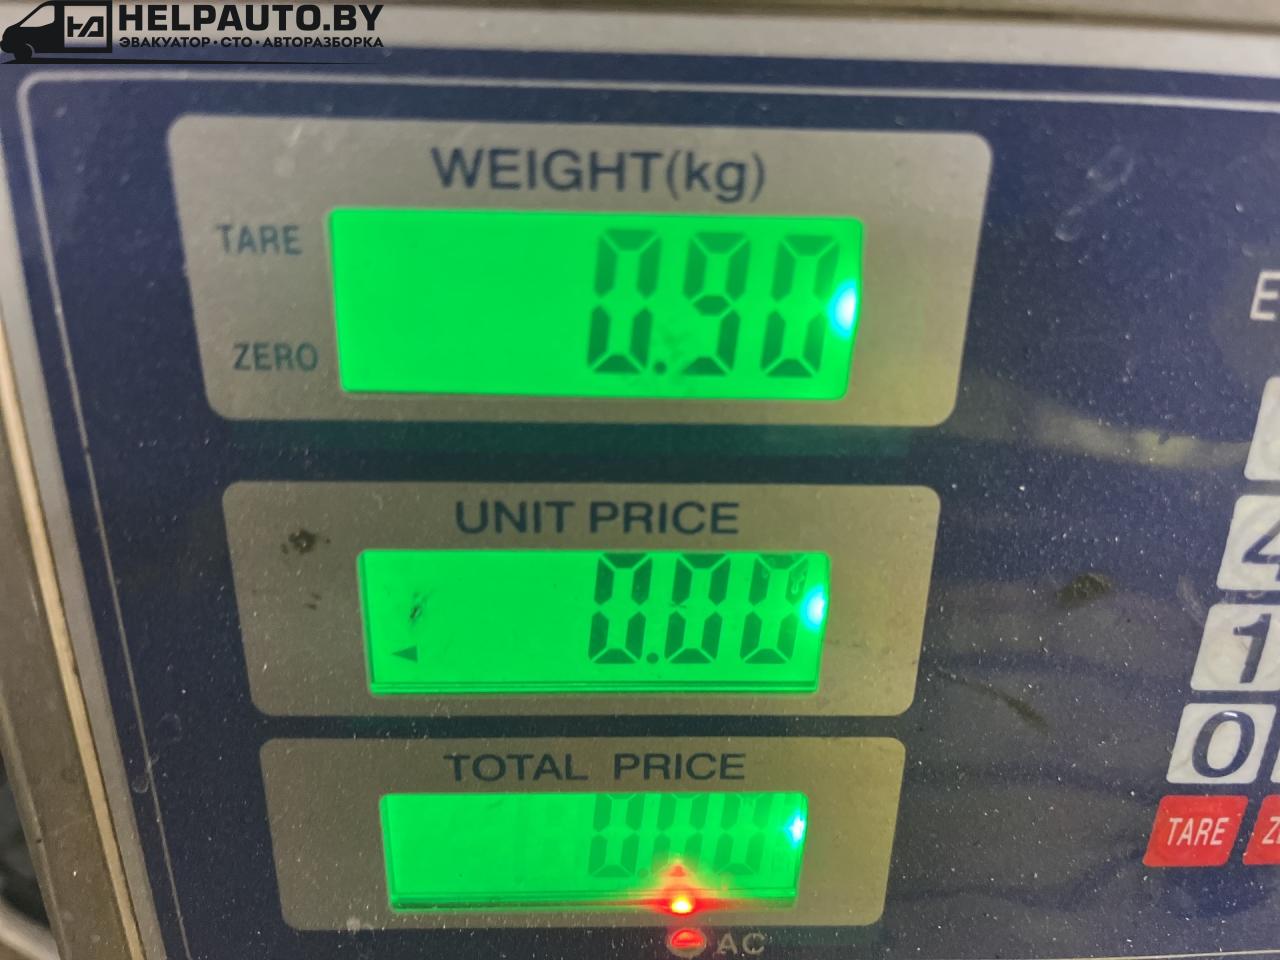 HELPAUTO.BY
ЭВАКУАТОР•СТО•АВТОРАЗБОРКА
WEIGHT(kg)
TARE
0.90
ZERO
UNIT PRICE
0.00
TOTAL PRICE
0.00
AC
E
4
1
0
TARE